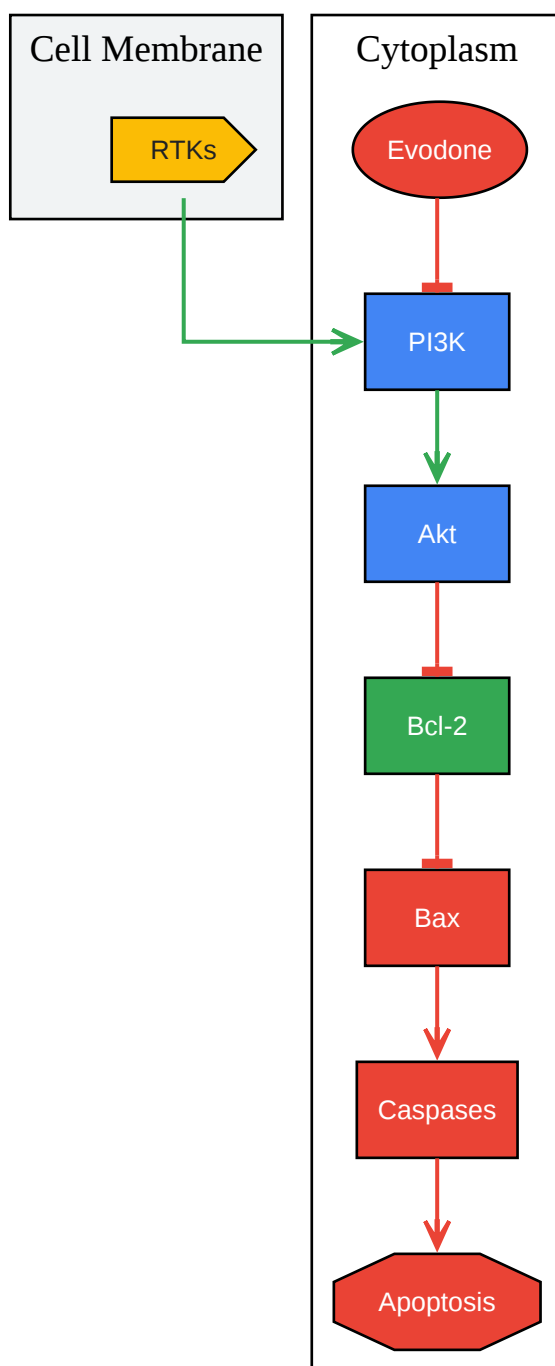 Cell Membrane
Cytoplasm
RTKs
Evodone
PI3K
Akt
Bcl-2
Bax
Caspases
Apoptosis